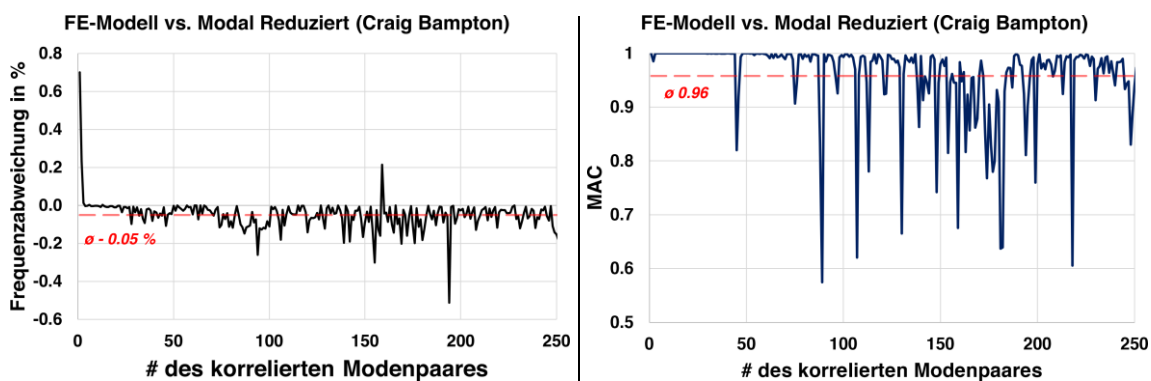 FE-Modell vs. Modal Reduziert (Craig Bampton)
Frequenzabweichung in %
0.8
0.6
0.4
0.2
0.0
-0.2
-0.4
-0.6
ø - 0.05 %
0 50 100 150 200 250
# des korrelierten Modenpaares
FE-Modell vs. Modal Reduziert (Craig Bampton)
MAC
1
0.9
0.8
0.7
0.6
0.5
ø 0.96
0 50 100 150 200 250
# des korrelierten Modenpaares